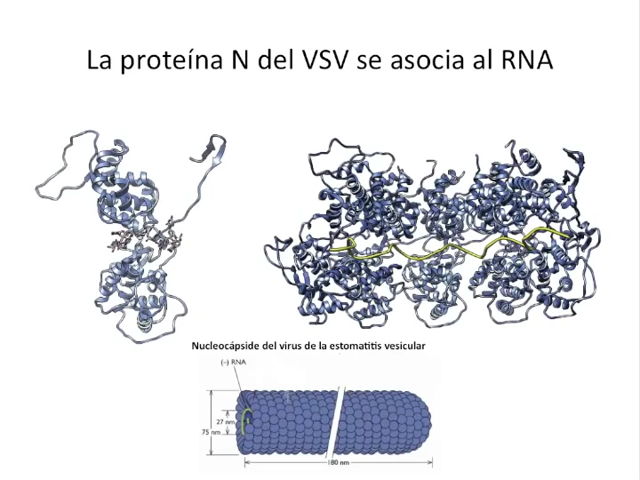 La proteína N del VSV se asocia al RNA
Nucleocápside del virus de la estomatitis vesicular
(−) RNA
27 nm
75 nm
180 nm